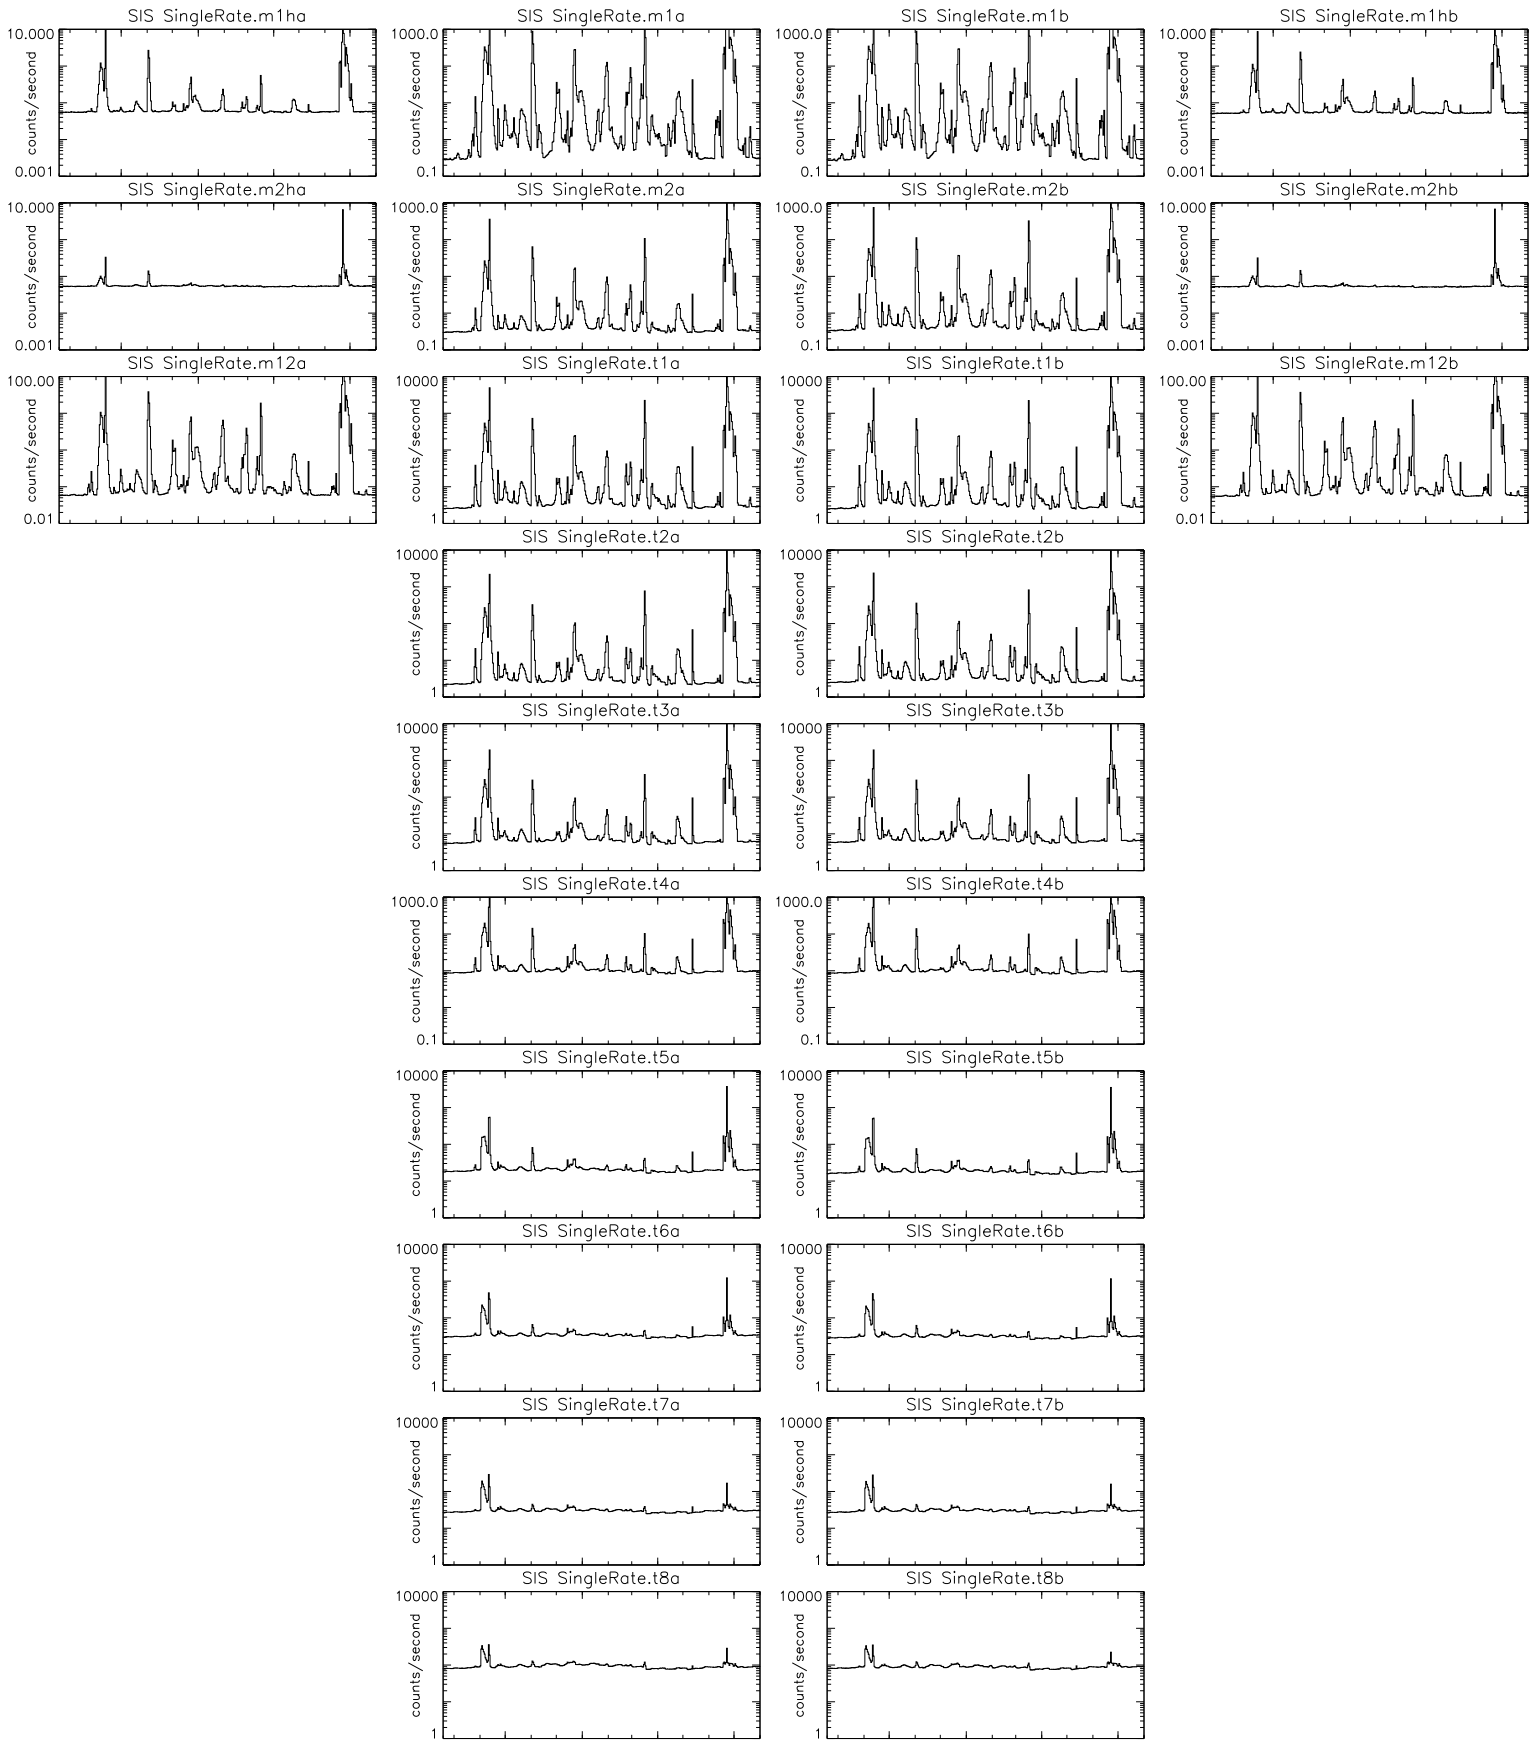 SIS SingleRate.m1ha
10.000
counts/second
0.001
SIS SingleRate.m1a
1000.0
counts/second
0.1
SIS SingleRate.m1b
1000.0
counts/second
0.1
SIS SingleRate.m1hb
10.000
counts/second
0.001
SIS SingleRate.m2ha
10.000
counts/second
0.001
SIS SingleRate.m2a
1000.0
counts/second
0.1
SIS SingleRate.m2b
1000.0
counts/second
0.1
SIS SingleRate.m2hb
10.000
counts/second
0.001
SIS SingleRate.m12a
100.00
counts/second
0.01
SIS SingleRate.t1a
10000
counts/second
1
SIS SingleRate.t1b
10000
counts/second
1
SIS SingleRate.m12b
100.00
counts/second
0.01
SIS SingleRate.t2a
10000
counts/second
1
SIS SingleRate.t2b
10000
counts/second
1
SIS SingleRate.t3a
10000
counts/second
1
SIS SingleRate.t3b
10000
counts/second
1
SIS SingleRate.t4a
1000.0
counts/second
0.1
SIS SingleRate.t4b
1000.0
counts/second
0.1
SIS SingleRate.t5a
10000
counts/second
1
SIS SingleRate.t5b
10000
counts/second
1
SIS SingleRate.t6a
10000
counts/second
1
SIS SingleRate.t6b
10000
counts/second
1
SIS SingleRate.t7a
10000
counts/second
1
SIS SingleRate.t7b
10000
counts/second
1
SIS SingleRate.t8a
10000
counts/second
1
SIS SingleRate.t8b
10000
counts/second
1